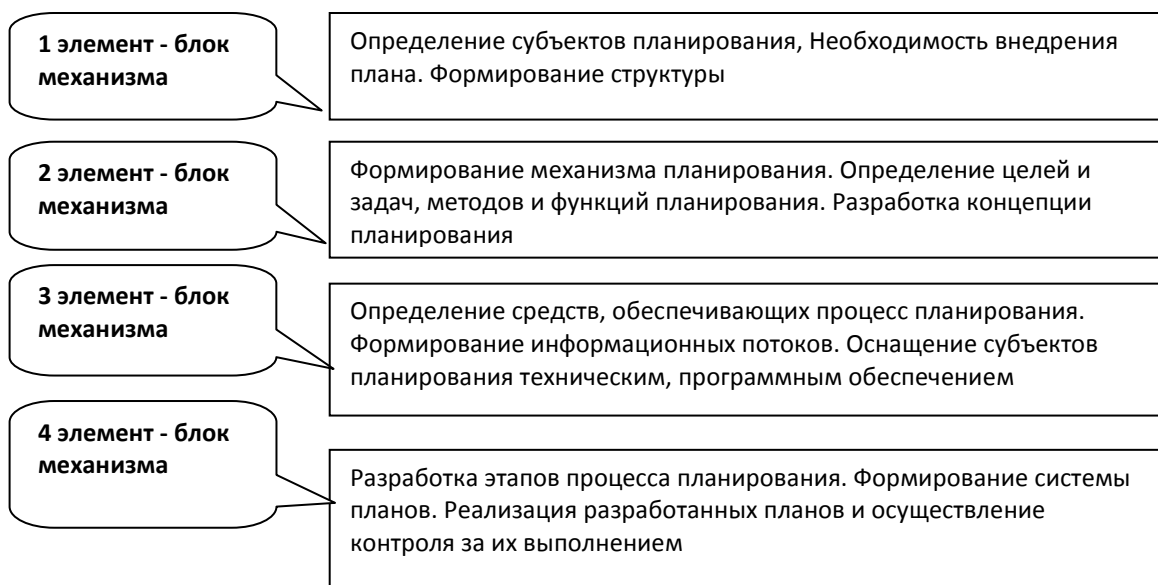 1 элемент - блок
механизма
Определение субъектов планирования, Необходимость внедрения
плана. Формирование структуры
2 элемент - блок
механизма
Формирование механизма планирования. Определение целей и
задач, методов и функций планирования. Разработка концепции
планирования
3 элемент - блок
механизма
Определение средств, обеспечивающих процесс планирования.
Формирование информационных потоков. Оснащение субъектов
планирования техническим, программным обеспечением
4 элемент - блок
механизма
Разработка этапов процесса планирования. Формирование системы
планов. Реализация разработанных планов и осуществление
контроля за их выполнением